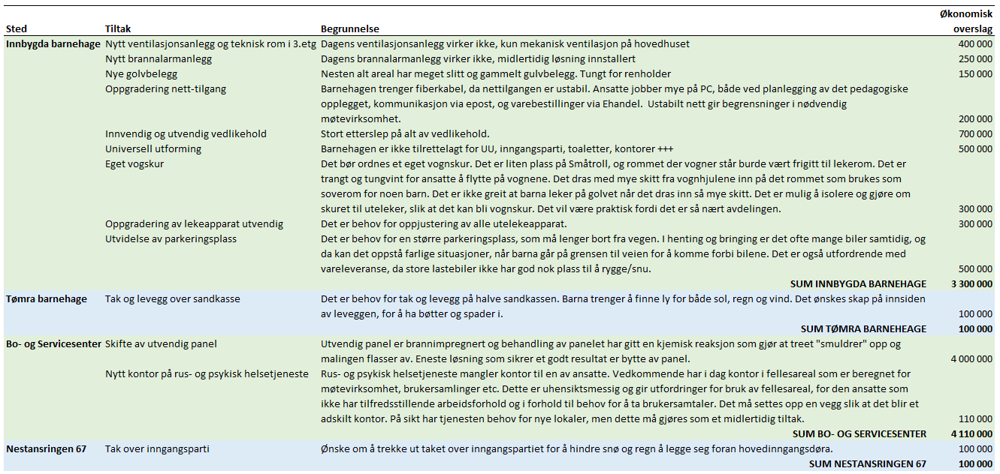 Økonomisk
Sted Tiltak Begrunnelse overslag
Innbygda barnehage Nytt ventilasjonsanlegg og teknisk rom i 3.etg Dagens ventilasjonsanlegg virker ikke, kun mekanisk ventilasjon på hovedhuset 400 000
Nytt brannalarmanlegg Dagens brannalarmanlegg virker ikke, midlertidig løsning innstallert 250 000
Nye golvbelegg Nesten alt areal har meget slitt og gammelt gulvbelegg. Tungt for renholder 150 000
Oppgradering nett-tilgang Barnehagen trenger fiberkabel, da nettilgangen er ustabil. Ansatte jobber mye på PC, både ved planlegging av det pedagogiske
opplegget, kommunikasjon via epost, og varebestillinger via Ehandel. Ustabilt nett gir begrensninger i nødvendig
møtevirksomhet. 200 000
Innvendig og utvendig vedlikehold Stort etterslep på alt av vedlikehold. 700 000
Universell utforming Barnehagen er ikke tilrettelagt for UU, inngangsparti, toaletter, kontorer +++ 500 000
Eget vogskur Det bør ordnes et eget vognskur. Det er liten plass på Småtroll, og rommet der vogner står burde vært frigitt til lekerom. Det er
trangt og tungvint for ansatte å flytte på vognene. Det dras med mye skitt fra vognhjulene inn på det rommet som brukes som
soverom for noen barn. Det er ikke greit at barna leker på golvet når det dras inn så mye skitt. Det er mulig å isolere og gjøre om
skuret til uteleker, slik at det kan bli vognskur. Det vil være praktisk fordi det er så nært avdelingen. 300 000
Oppgradering av lekeapparat utvendig Det er behov for oppjustering av alle utelekeapparat. 300 000
Utvidelse av parkeringsplass Det er behov for en større parkeringsplass, som må lenger bort fra vegen. I henting og bringing er det ofte mange biler samtidig, og
da kan det oppstå farlige situasjoner, når barna går på grensen til veien for å komme forbi bilene. Det er også utfordrende med
vareleveranse, da store lastebiler ikke har god nok plass til å rygge/snu. 500 000
SUM INNBYGDA BARNEHAGE 3 300 000
Tømra barnehage Tak og levegg over sandkasse Det er behov for tak og levegg på halve sandkassen. Barna trenger å finne ly for både sol, regn og vind. Det ønskes skap på innsiden
av leveggen, for å ha bøtter og spader i. 100 000
SUM TØMRA BARNEHEAGE 100 000
Bo- og Servicesenter Skifte av utvendig panel Utvendig panel er brannimpregnert og behandling av panelet har gitt en kjemisk reaksjon som gjør at treet "smuldrer" opp og
malingen flasser av. Eneste løsning som sikrer et godt resultat er bytte av panel. 4 000 000
Nytt kontor på rus- og psykisk helsetjeneste Rus- og psykisk helsetjeneste mangler kontor til en av ansatte. Vedkommende har i dag kontor i fellesareal som er beregnet for
møtevirksomhet, brukersamlinger etc. Dette er uhensiktsmessig og gir utfordringer for bruk av fellesareal, for den ansatte som
ikke har tilfredsstillende arbeidsforhold og i forhold til behov for å ta brukersamtaler. Det må settes opp en vegg slik at det blir et
adskilt kontor. På sikt har tjenesten behov for nye lokaler, men dette må gjøres som et midlertidig tiltak. 110 000
SUM BO- OG SERVICESENTER 4 110 000
Nestansringen 67 Tak over inngangsparti Ønske om å trekke ut taket over inngangspartiet for å hindre snø og regn å legge seg foran hovedinngangsdøra. 100 000
SUM NESTANSRINGEN 67 100 000